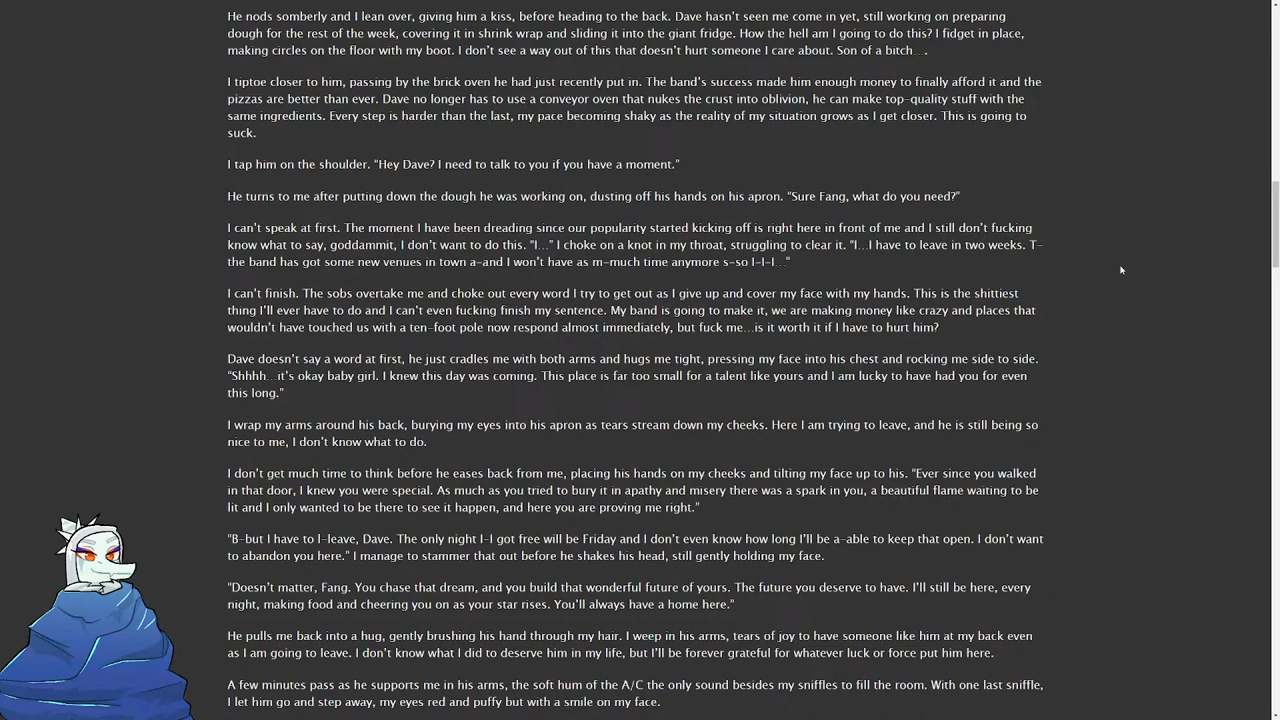 He nods somberly and I lean over, giving him a kiss, before heading to the back. Dave hasn't seen me come in yet, still working on preparing
dough for the rest of the week, covering it in shrink wrap and sliding it into the giant fridge. How the hell am I going to do this? I fidget in place,
making circles on the floor with my boot. I don't see a way out of this that doesn't hurt someone I care about. Son of a bitch….
I tiptoe closer to him, passing by the brick oven he had just recently put in. The band's success made him enough money to finally afford it and the
pizzas are better than ever. Dave no longer has to use a conveyor oven that nukes the crust into oblivion, he can make top-quality stuff with the
same ingredients. Every step is harder than the last, my pace becoming shaky as the reality of my situation grows as I get closer. This is going to
suck.
I tap him on the shoulder. "Hey Dave? I need to talk to you if you have a moment."
He turns to me after putting down the dough he was working on, dusting off his hands on his apron. "Sure Fang, what do you need?"
I can't speak at first. The moment I have been dreading since our popularity started kicking off is right here in front of me and I still don't fucking
know what to say, goddammit, I don't want to do this. "I…" I choke on a knot in my throat, struggling to clear it. "I…I have to leave in two weeks. T-
the band has got some new venues in town a-and I won't have as m-much time anymore s-so I-I-I…"
I can't finish. The sobs overtake me and choke out every word I try to get out as I give up and cover my face with my hands. This is the shittiest
thing I'll ever have to do and I can't even fucking finish my sentence. My band is going to make it, we are making money like crazy and places that
wouldn't have touched us with a ten-foot pole now respond almost immediately, but fuck me…is it worth it if I have to hurt him?
Dave doesn't say a word at first, he just cradles me with both arms and hugs me tight, pressing my face into his chest and rocking me side to side.
"Shhhh…it's okay baby girl. I knew this day was coming. This place is far too small for a talent like yours and I am lucky to have had you for even
this long."
I wrap my arms around his back, burying my eyes into his apron as tears stream down my cheeks. Here I am trying to leave, and he is still being so
nice to me, I don't know what to do.
I don't get much time to think before he eases back from me, placing his hands on my cheeks and tilting my face up to his. "Ever since you walked
in that door, I knew you were special. As much as you tried to bury it in apathy and misery there was a spark in you, a beautiful flame waiting to be
lit and I only wanted to be there to see it happen, and here you are proving me right."
"B-but I have to l-leave, Dave. The only night I-I got free will be Friday and I don't even know how long I'll be a-able to keep that open. I don't want
to abandon you here." I manage to stammer that out before he shakes his head, still gently holding my face.
"Doesn't matter, Fang. You chase that dream, and you build that wonderful future of yours. The future you deserve to have. I'll still be here, every
night, making food and cheering you on as your star rises. You'll always have a home here."
He pulls me back into a hug, gently brushing his hand through my hair. I weep in his arms, tears of joy to have someone like him at my back even
as I am going to leave. I don't know what I did to deserve him in my life, but I'll be forever grateful for whatever luck or force put him here.
A few minutes pass as he supports me in his arms, the soft hum of the A/C the only sound besides my sniffles to fill the room. With one last sniffle,
I let him go and step away, my eyes red and puffy but with a smile on my face.